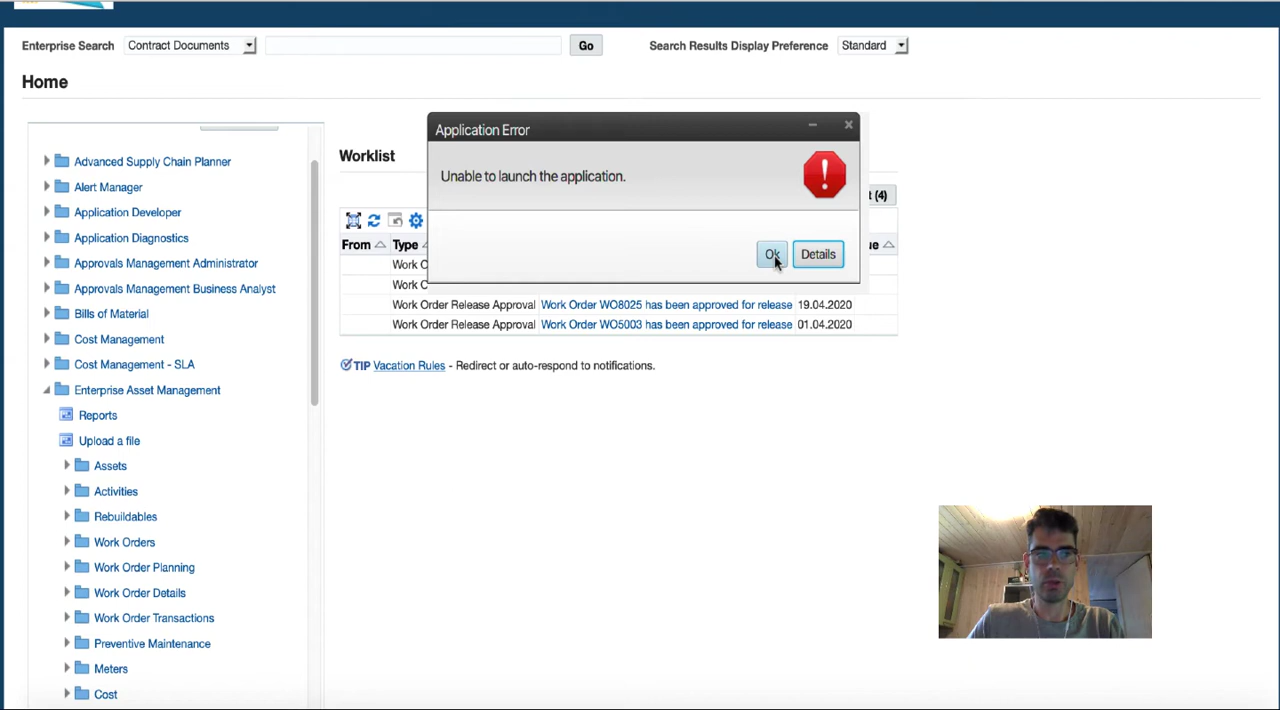 Enterprise Search Contract Documents Go Search Results Display Preference Standard
Home
Advanced Supply Chain Planner
Alert Manager
Application Developer
Application Diagnostics
Approvals Management Administrator
Approvals Management Business Analyst
Bills of Material
Cost Management
Cost Management - SLA
Enterprise Asset Management
Reports
Upload a file
Assets
Activities
Rebuildables
Work Orders
Work Order Planning
Work Order Details
Work Order Transactions
Preventive Maintenance
Meters
Cost
Worklist
t (4)
From Type ue
Work O
Work O
Work Order Release Approval Work Order WO8025 has been approved for release 19.04.2020
Work Order Release Approval Work Order WO5003 has been approved for release 01.04.2020
TIP Vacation Rules - Redirect or auto-respond to notifications.
Application Error
Unable to launch the application.
Ok Details